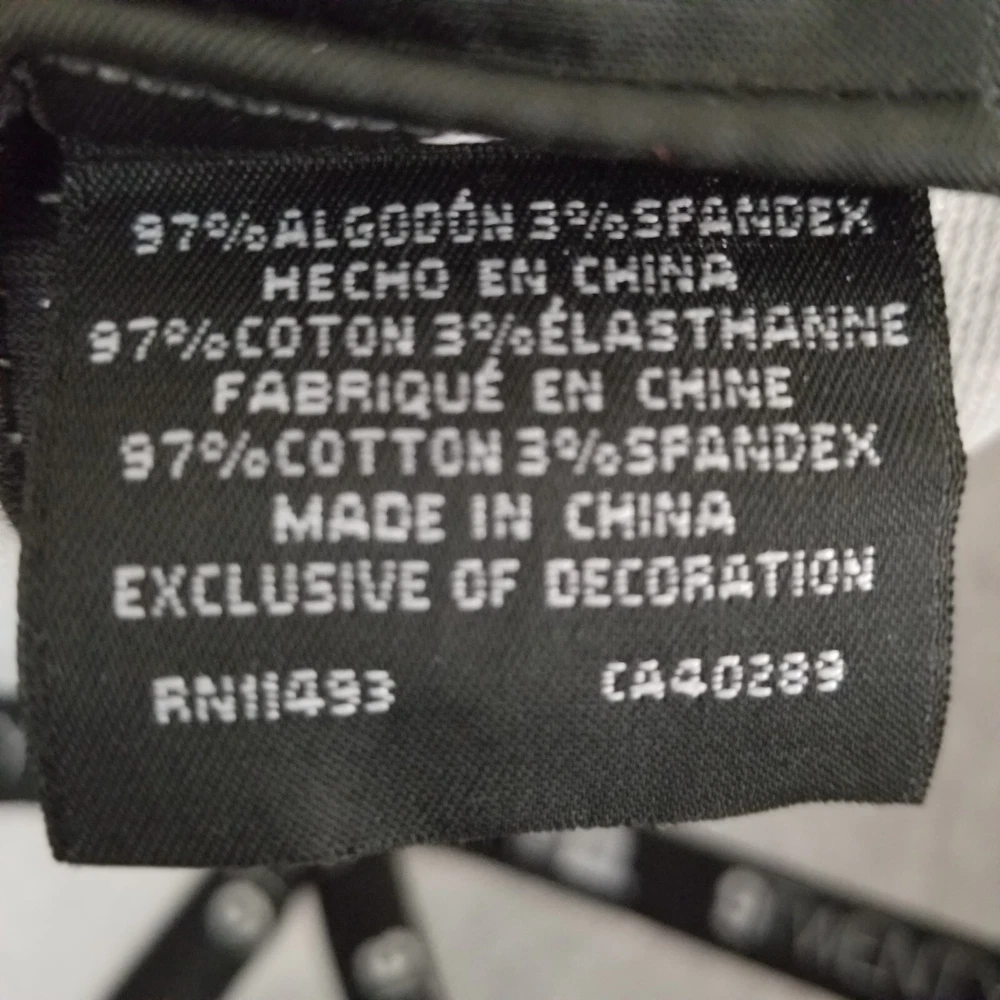 97%ALGODÓN 3%SPANDEX
HECHO EN CHINA
97%COTON 3%ÉLASTHANNE
FABRIQUÉ EN CHINE
97%COTTON 3%SPANDEX
MADE IN CHINA
EXCLUSIVE OF DECORATION
RN11493 CA40289